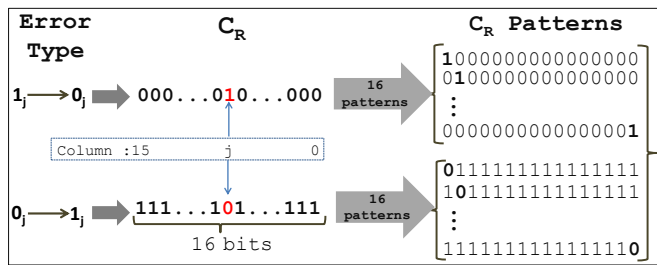 Error Type
C_R
C_R Patterns
1_j 0_j
000...010...000
16 patterns
1000000000000000
0100000000000000
⋮
0000000000000001
Column :15 j 0
0_j 1_j
111...101...111
16 bits
16 patterns
0111111111111111
1011111111111111
⋮
1111111111111110